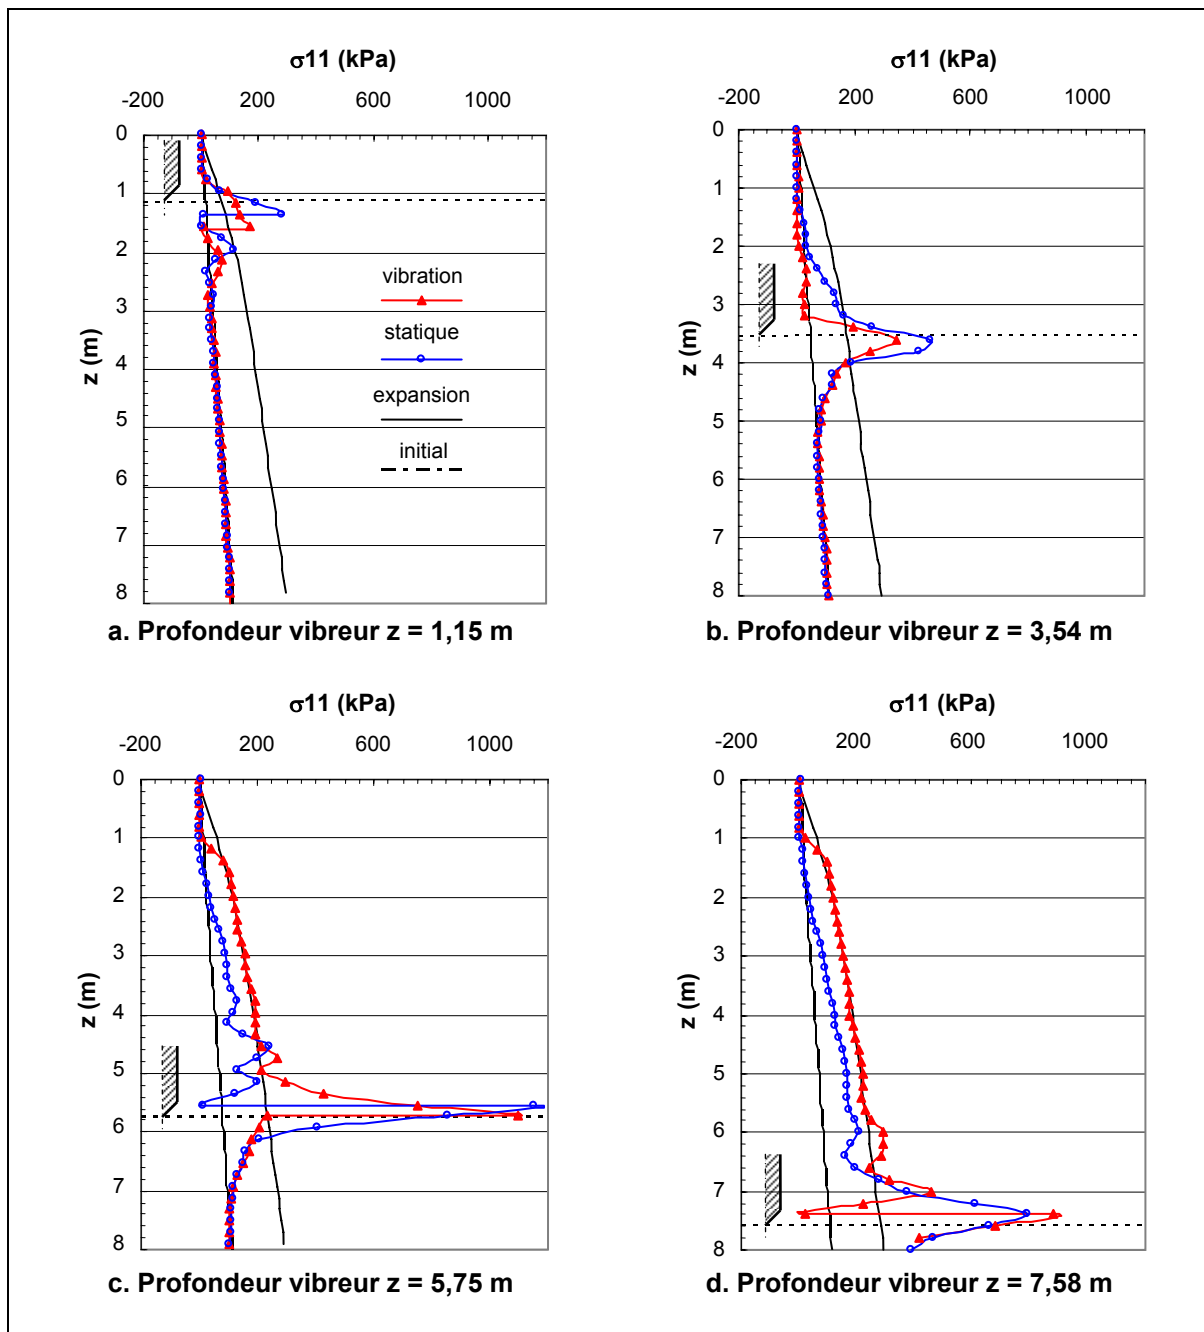 σ11 (kPa)
-200 0 200 600 1000
0
1
2
3
4
5
6
7
8
z (m)
vibration
statique
expansion
initial
a. Profondeur vibreur z = 1,15 m
σ11 (kPa)
-200 0 200 600 1000
0
1
2
3
4
5
6
7
8
z (m)
b. Profondeur vibreur z = 3,54 m
σ11 (kPa)
-200 0 200 600 1000
0
1
2
3
4
5
6
7
8
z (m)
c. Profondeur vibreur z = 5,75 m
σ11 (kPa)
-200 0 200 600 1000
0
1
2
3
4
5
6
7
8
z (m)
d. Profondeur vibreur z = 7,58 m